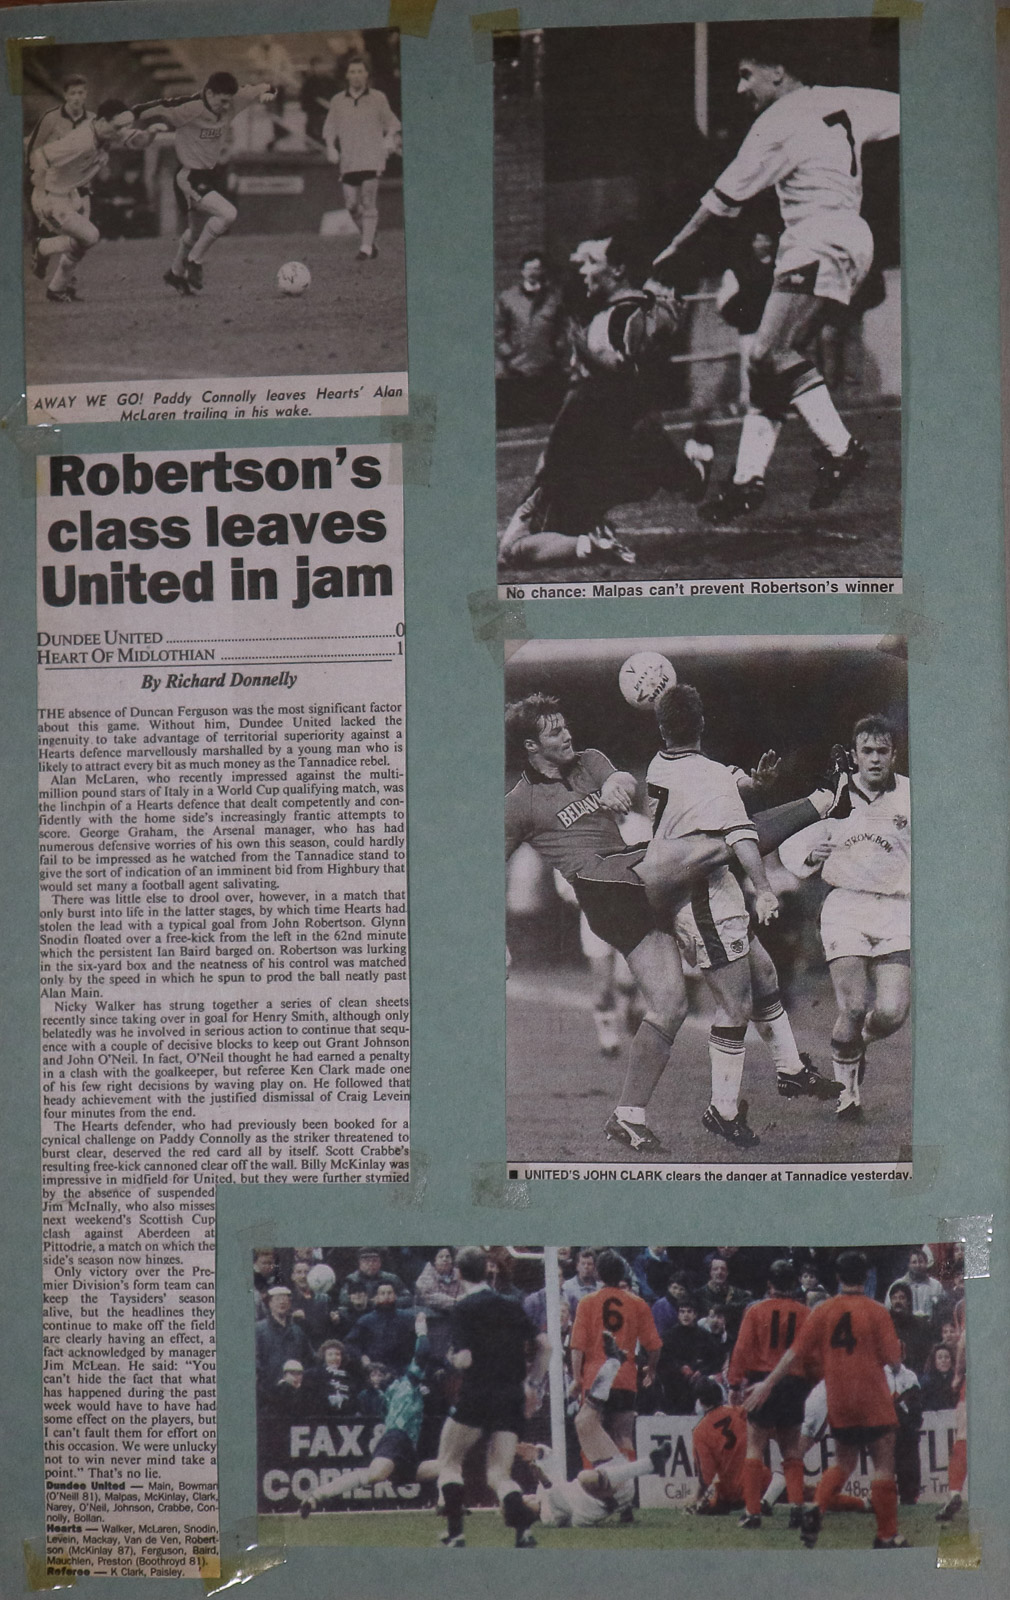 AWAY WE GO! Paddy Connolly leaves Hearts' Alan
McLaren trailing in his wake.
Robertson's
class leaves
United in jam
DUNDEE UNITED ..........0
HEART OF MIDLOTHIAN ..........1
By Richard Donnelly
THE absence of Duncan Ferguson was the most significant factor
about this game. Without him, Dundee United lacked the
ingenuity to take advantage of territorial superiority against a
Hearts defence marvellously marshalled by a young man who is
likely to attract every bit as much money as the Tannadice rebel.
Alan McLaren, who recently impressed against the multi-
million pound stars of Italy in a World Cup qualifying match, was
the linchpin of a Hearts defence that dealt competently and con-
fidently with the home side's increasingly frantic attempts to
score. George Graham, the Arsenal manager, who has had
numerous defensive worries of his own this season, could hardly
fail to be impressed as he watched from the Tannadice stand to
give the sort of indication of an imminent bid from Highbury that
would set many a football agent salivating.
There was little else to drool over, however, in a match that
only burst into life in the latter stages, by which time Hearts had
stolen the lead with a typical goal from John Robertson. Glynn
Snodin floated over a free-kick from the left in the 62nd minute
which the persistent Ian Baird barged on. Robertson was lurking
in the six-yard box and the neatness of his control was matched
only by the speed in which he spun to prod the ball neatly past
Alan Main.
Nicky Walker has strung together a series of clean sheets
recently since taking over in goal for Henry Smith, although only
belatedly was he involved in serious action to continue that sequ-
ence with a couple of decisive blocks to keep out Grant Johnson
and John O'Neil. In fact, O'Neil thought he had earned a penalty
in a clash with the goalkeeper, but referee Ken Clark made one
of his few right decisions by waving play on. He followed that
heady achievement with the justified dismissal of Craig Levein
four minutes from the end.
The Hearts defender, who had previously been booked for a
cynical challenge on Paddy Connolly as the striker threatened to
burst clear, deserved the red card all by itself. Scott Crabbe's
resulting free-kick cannoned clear off the wall. Billy McKinlay was
impressive in midfield for United, but they were further stymied
by the absence of suspended
Jim McInally, who also misses
next weekend's Scottish Cup
clash against Aberdeen at
Pittodrie, a match on which the
side's season now hinges.
Only victory over the Pre-
mier Division's form team can
keep the Taysiders' season
alive, but the headlines they
continue to make off the field
are clearly having an effect, a
fact acknowledged by manager
Jim McLean. He said: “You
can't hide the fact that what
has happened during the past
week would have to have had
some effect on the players, but
I can't fault them for effort on
this occasion. We were unlucky
not to win never mind take a
point.” That's no lie.
Dundee United — Main, Bowman
(O'Neill 81), Malpas, McKinlay, Clark,
Narey, O'Neil, Johnson, Crabbe, Con-
nolly, Bollan.
Hearts — Walker, McLaren, Snodin,
Levein, Mackay, Van de Ven, Robert-
son (McKinlay 87), Ferguson, Baird,
Mauchlen, Preston (Boothroyd 81).
Referee — K Clark, Paisley.
7
No chance: Malpas can't prevent Robertson's winner
BELHAV
7
STRONGBOW
■ UNITED'S JOHN CLARK clears the danger at Tannadice yesterday.
6
11
4
3
FAX &
COPIERS
Calle
48p